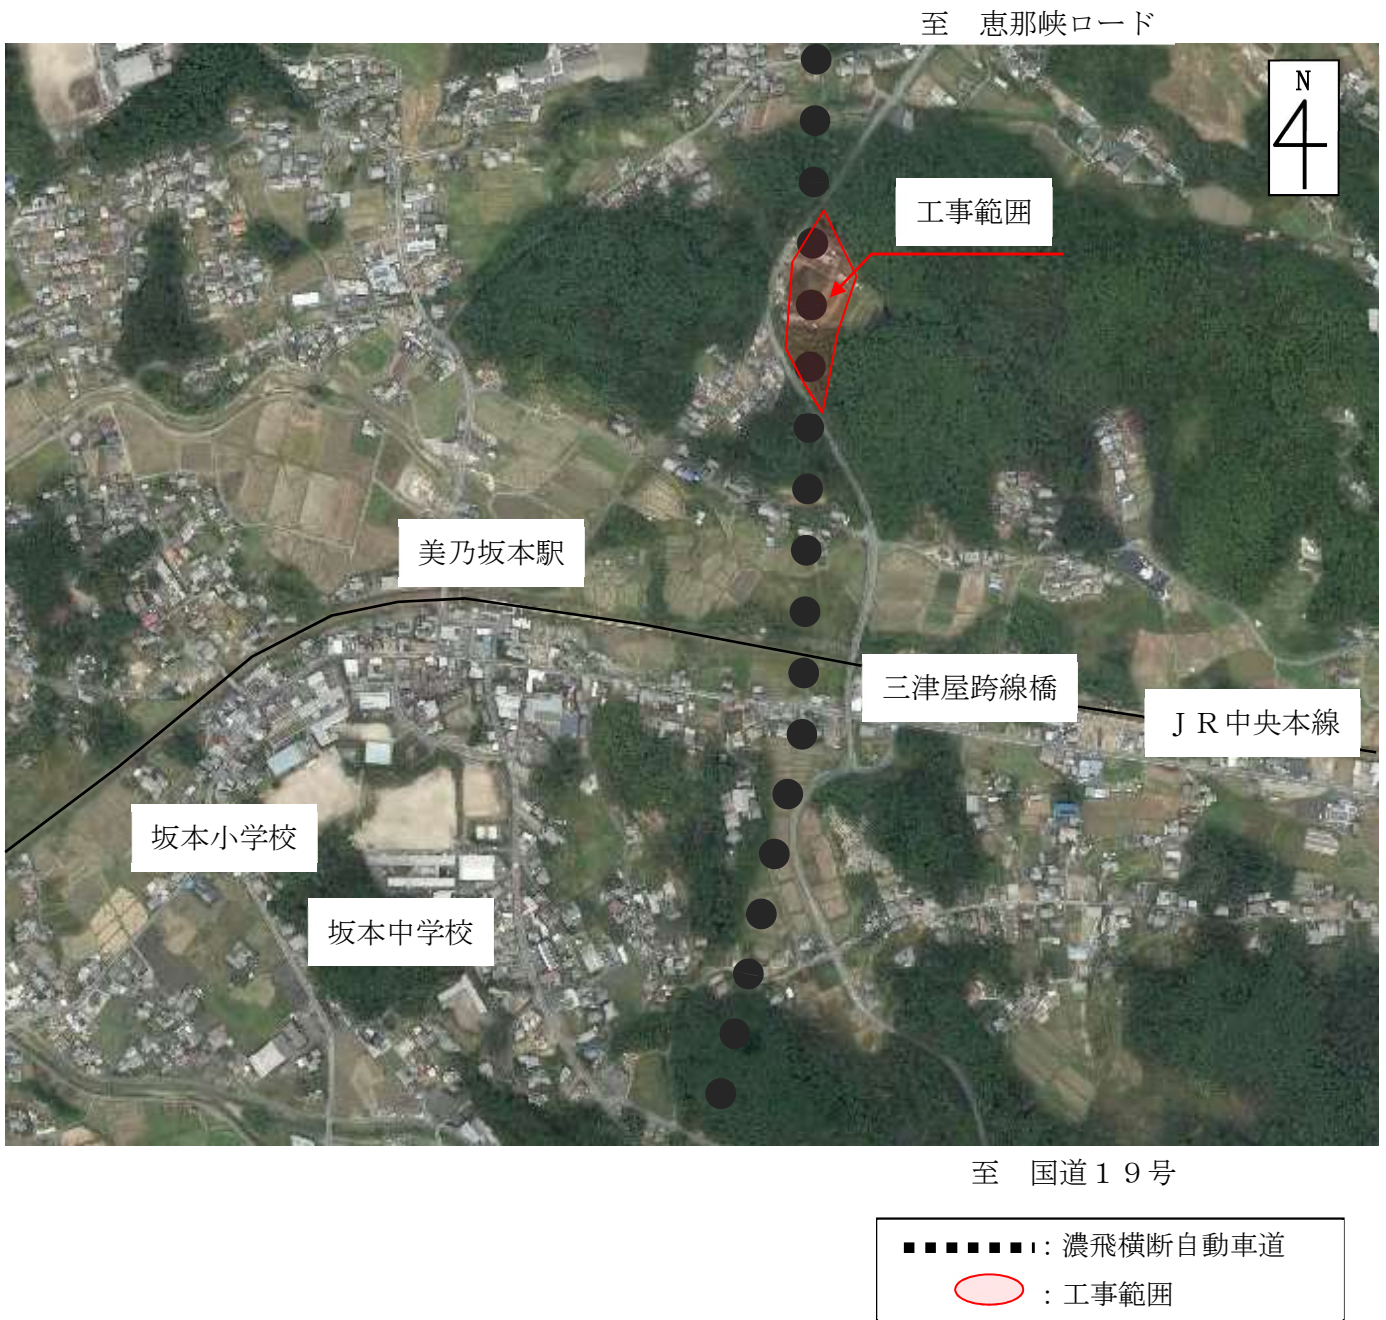 至　恵那峡ロード
N
工事範囲
美乃坂本駅
三津屋跨線橋
ＪＲ中央本線
坂本小学校
坂本中学校
至　国道１９号
：濃飛横断自動車道
：工事範囲